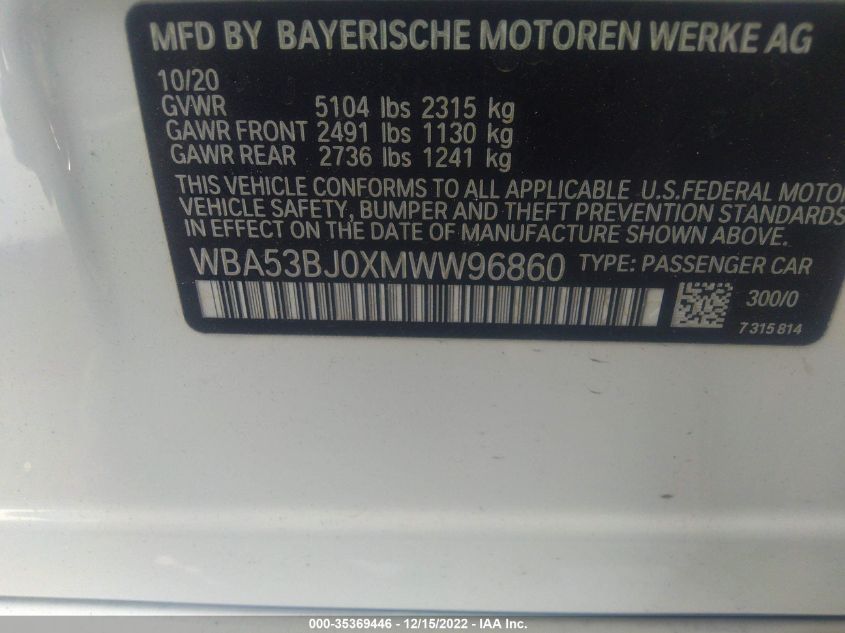 MFD BY BAYERISCHE MOTOREN WERKE AG
10/20
GVWR 5104 lbs 2315 kg
GAWR FRONT 2491 lbs 1130 kg
GAWR REAR 2736 lbs 1241 kg
THIS VEHICLE CONFORMS TO ALL APPLICABLE U.S.FEDERAL MOTOR
VEHICLE SAFETY, BUMPER AND THEFT PREVENTION STANDARDS
IN EFFECT ON THE DATE OF MANUFACTURE SHOWN ABOVE.
WBA53BJ0XMWW96860 TYPE: PASSENGER CAR
300/0
7 315 814
000-35369446 - 12/15/2022 - IAA Inc.